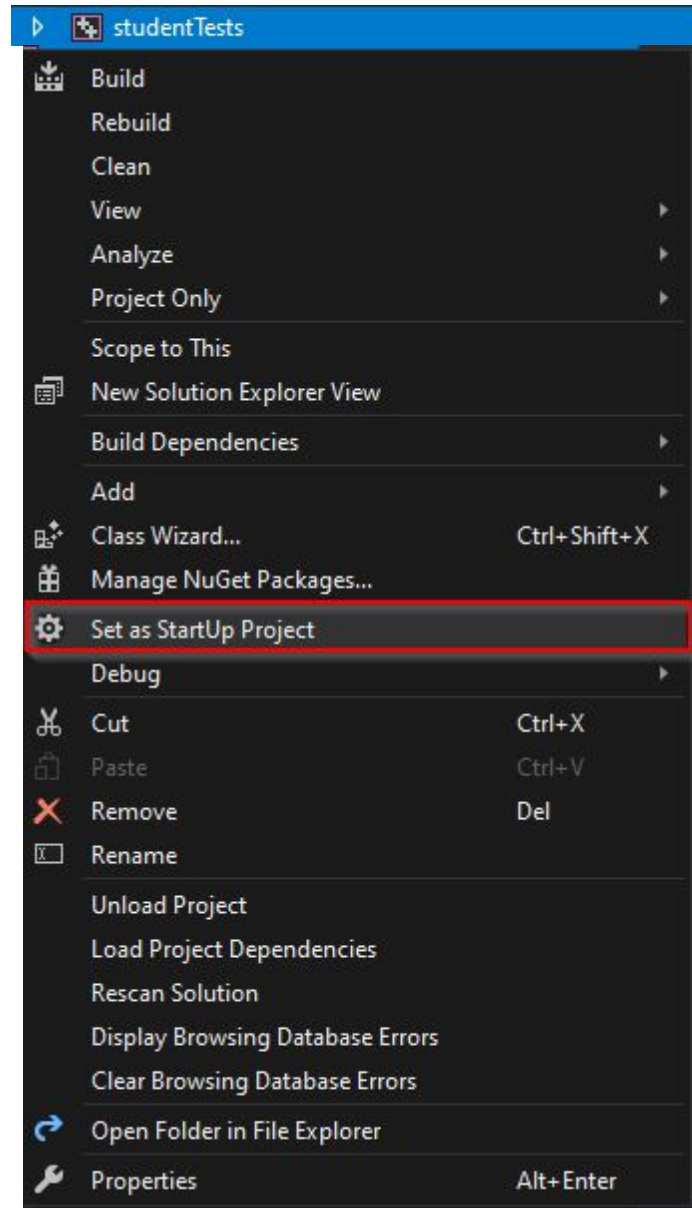 studentTests
Build
Rebuild
Clean
View
Analyze
Project Only
Scope to This
New Solution Explorer View
Build Dependencies
Add
Class Wizard... Ctrl+Shift+X
Manage NuGet Packages...
Set as StartUp Project
Debug
Cut Ctrl+X
Paste Ctrl+V
Remove Del
Rename
Unload Project
Load Project Dependencies
Rescan Solution
Display Browsing Database Errors
Clear Browsing Database Errors
Open Folder in File Explorer
Properties Alt+Enter